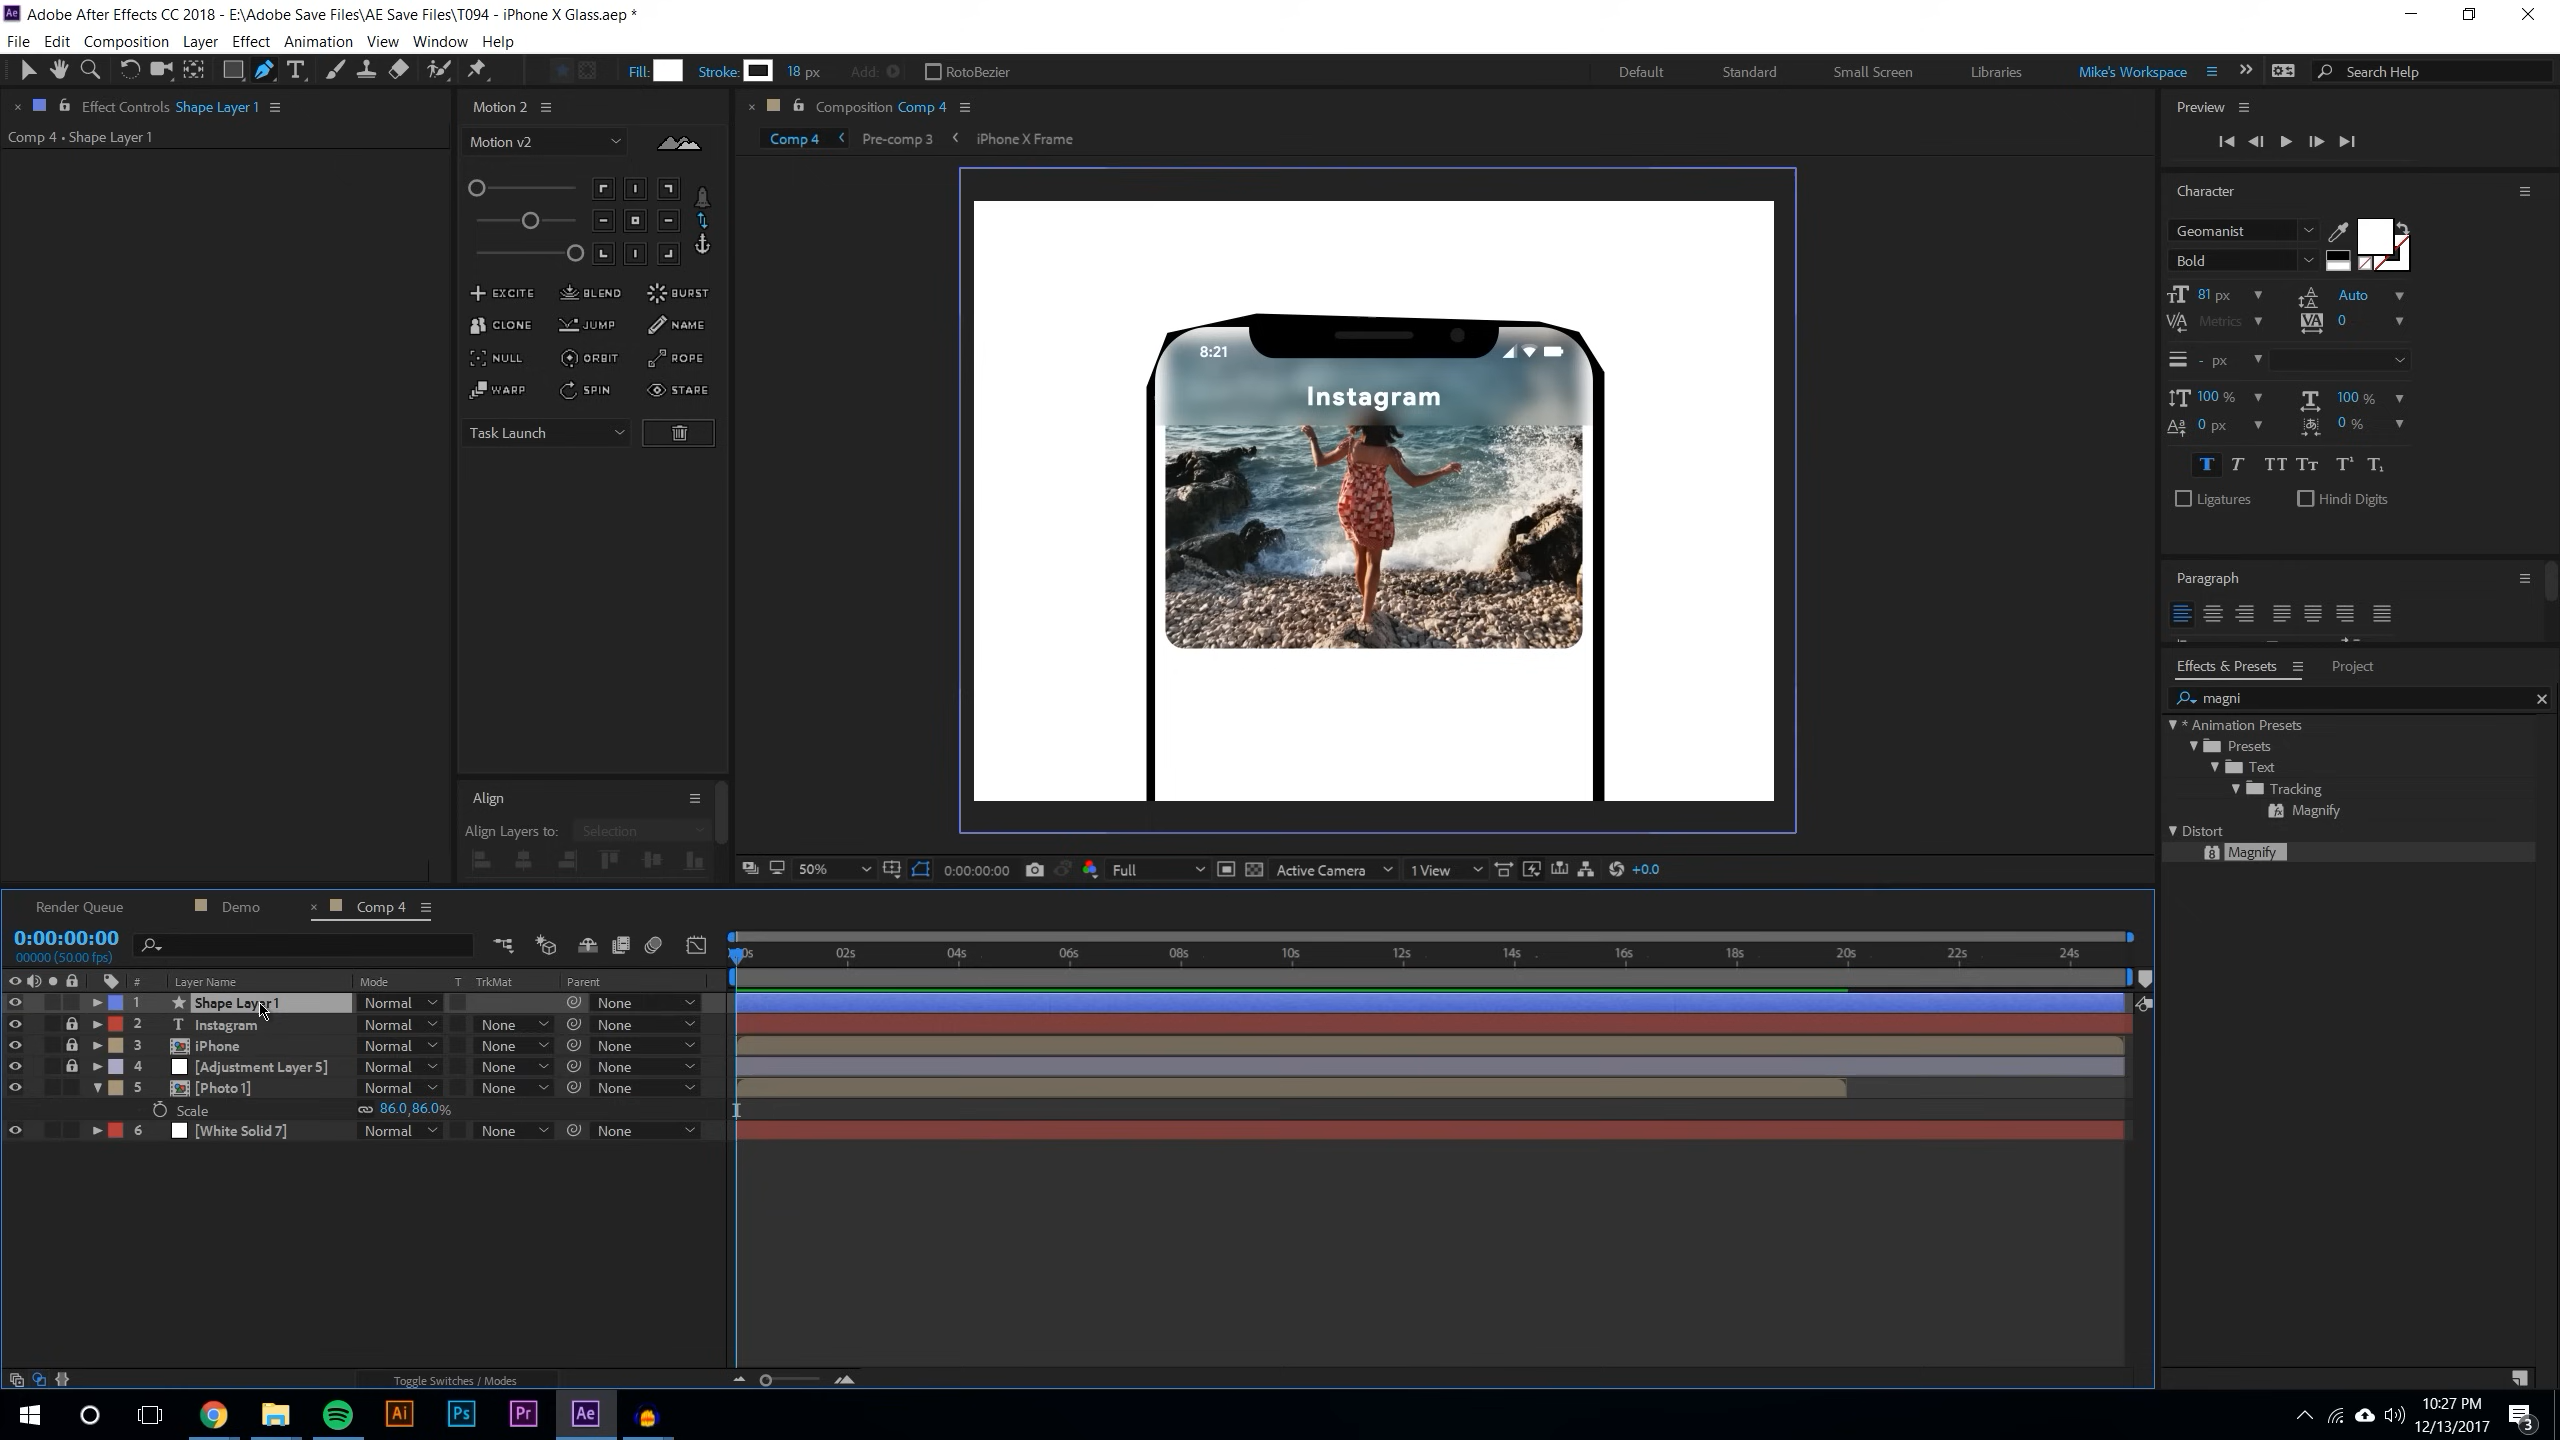 Adobe After Effects CC 2018 - E:\Adobe Save Files\AE Save Files\T094 - iPhone X Glass.aep *
File Edit Composition Layer Effect Animation View Window Help
Fill: Stroke: 18 px Add: RotoBezier Default Standard Small Screen Libraries Mike's Workspace Search Help
Effect Controls Shape Layer 1
Comp 4 • Shape Layer 1
Motion 2
Motion v2
EXCITE BLEND BURST
CLONE JUMP NAME
NULL ORBIT ROPE
WARP SPIN STARE
Task Launch
Align
Align Layers to: Selection
Composition Comp 4
Comp 4 Pre-comp 3 iPhone X Frame
8:21
Instagram
50% 0:00:00:00 Full Active Camera 1 View +0.0
Preview
Character
Geomanist
Bold
81 px Auto
Metrics 0
- px
100 % 100 %
0 px 0 %
T T TT Tт T¹ T₁
Ligatures Hindi Digits
Paragraph
Effects & Presets Project
magni
* Animation Presets
Presets
Text
Tracking
Magnify
Distort
Magnify
Render Queue Demo Comp 4
0:00:00:00
00000 (50.00 fps)
00s 02s 04s 06s 08s 10s 12s 14s 16s 18s 20s 22s 24s
# Layer Name Mode T TrkMat Parent
1 Shape Layer 1 Normal None
2 Instagram Normal None None
3 iPhone Normal None None
4 [Adjustment Layer 5] Normal None None
5 [Photo 1] Normal None None
Scale 86.0,86.0%
6 [White Solid 7] Normal None None
Toggle Switches / Modes
Ai Ps Pr Ae
10:27 PM
12/13/2017
3